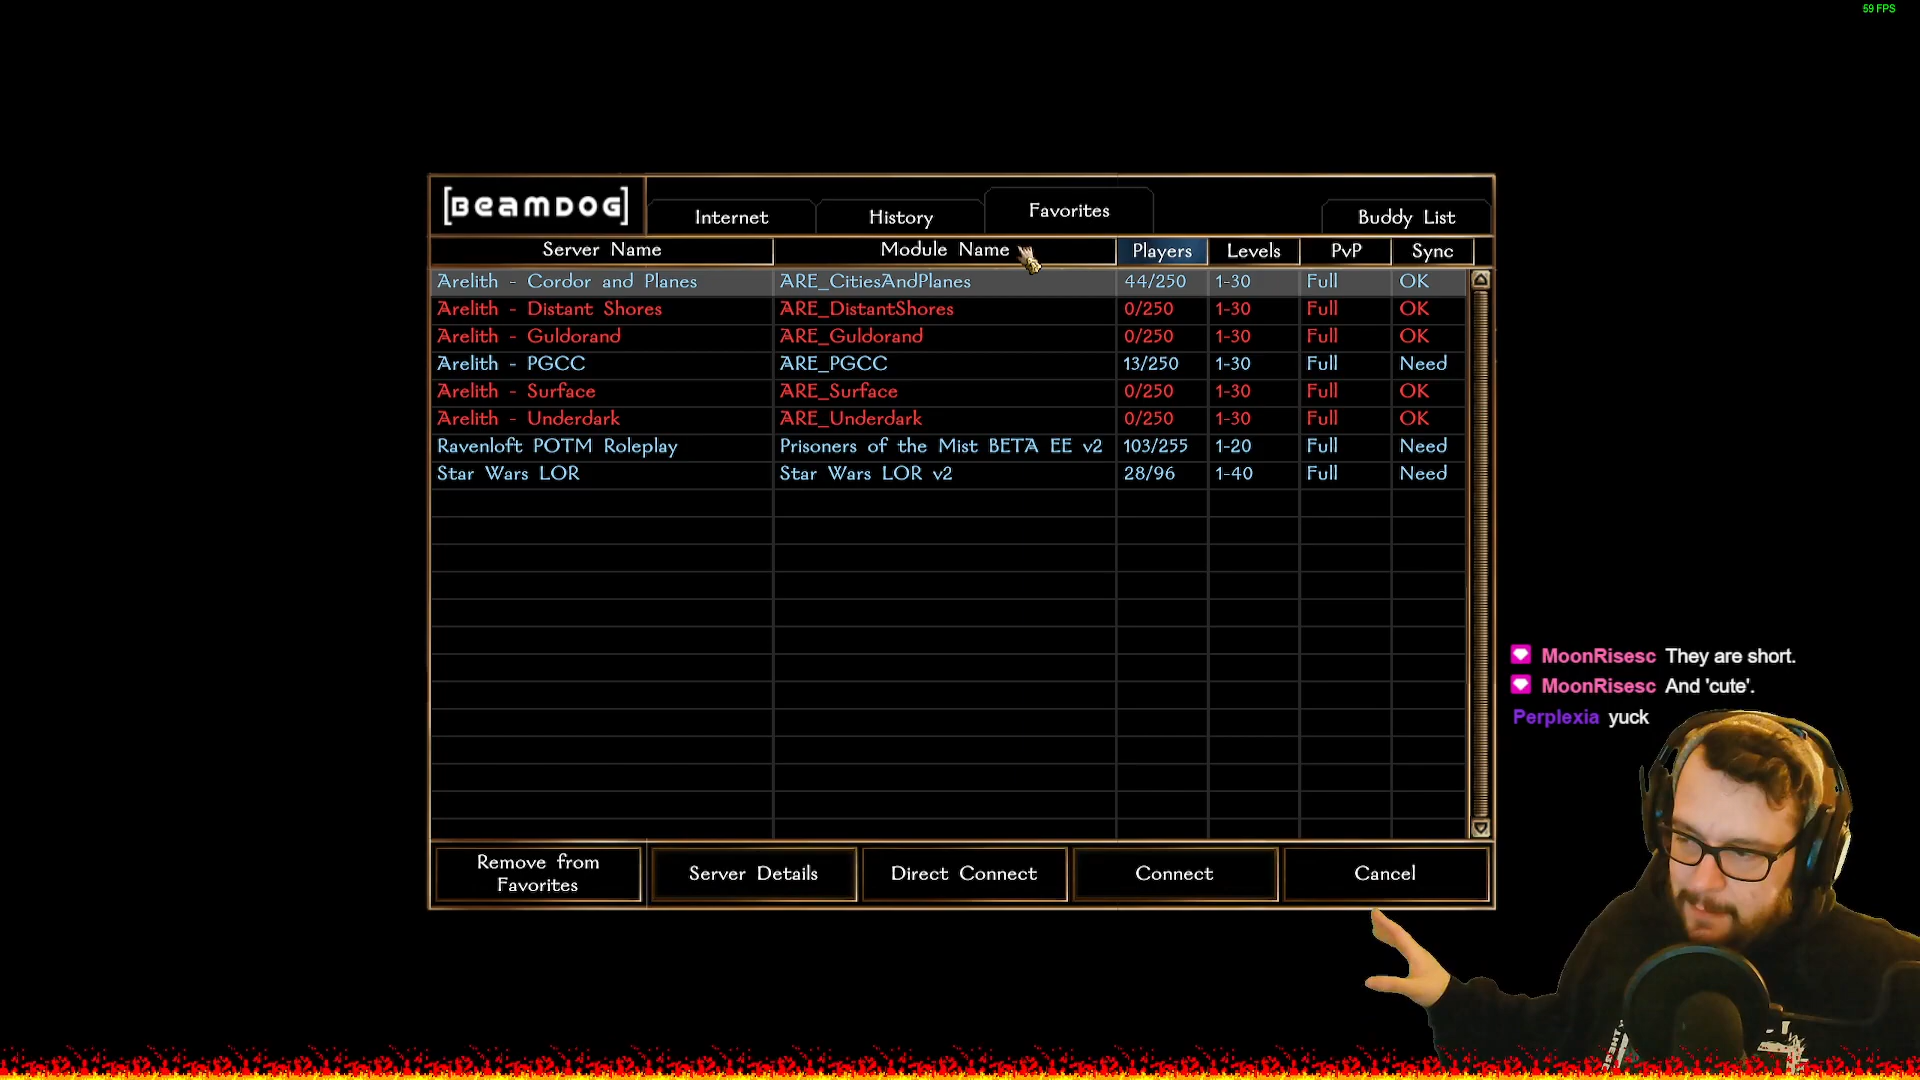 59 FPS
[BEAMDOG]
Internet
History
Favorites
Buddy List
Server Name
Module Name
Players
Levels
PvP
Sync
Arelith - Cordor and Planes ARE_CitiesAndPlanes 44/250 1-30 Full OK
Arelith - Distant Shores ARE_DistantShores 0/250 1-30 Full OK
Arelith - Guldorand ARE_Guldorand 0/250 1-30 Full OK
Arelith - PGCC ARE_PGCC 13/250 1-30 Full Need
Arelith - Surface ARE_Surface 0/250 1-30 Full OK
Arelith - Underdark ARE_Underdark 0/250 1-30 Full OK
Ravenloft POTM Roleplay Prisoners of the Mist BETA EE v2 103/255 1-20 Full Need
Star Wars LOR Star Wars LOR v2 28/96 1-40 Full Need
MoonRisesc They are short.
MoonRisesc And 'cute'.
Perplexia yuck
Remove from
Favorites
Server Details
Direct Connect
Connect
Cancel